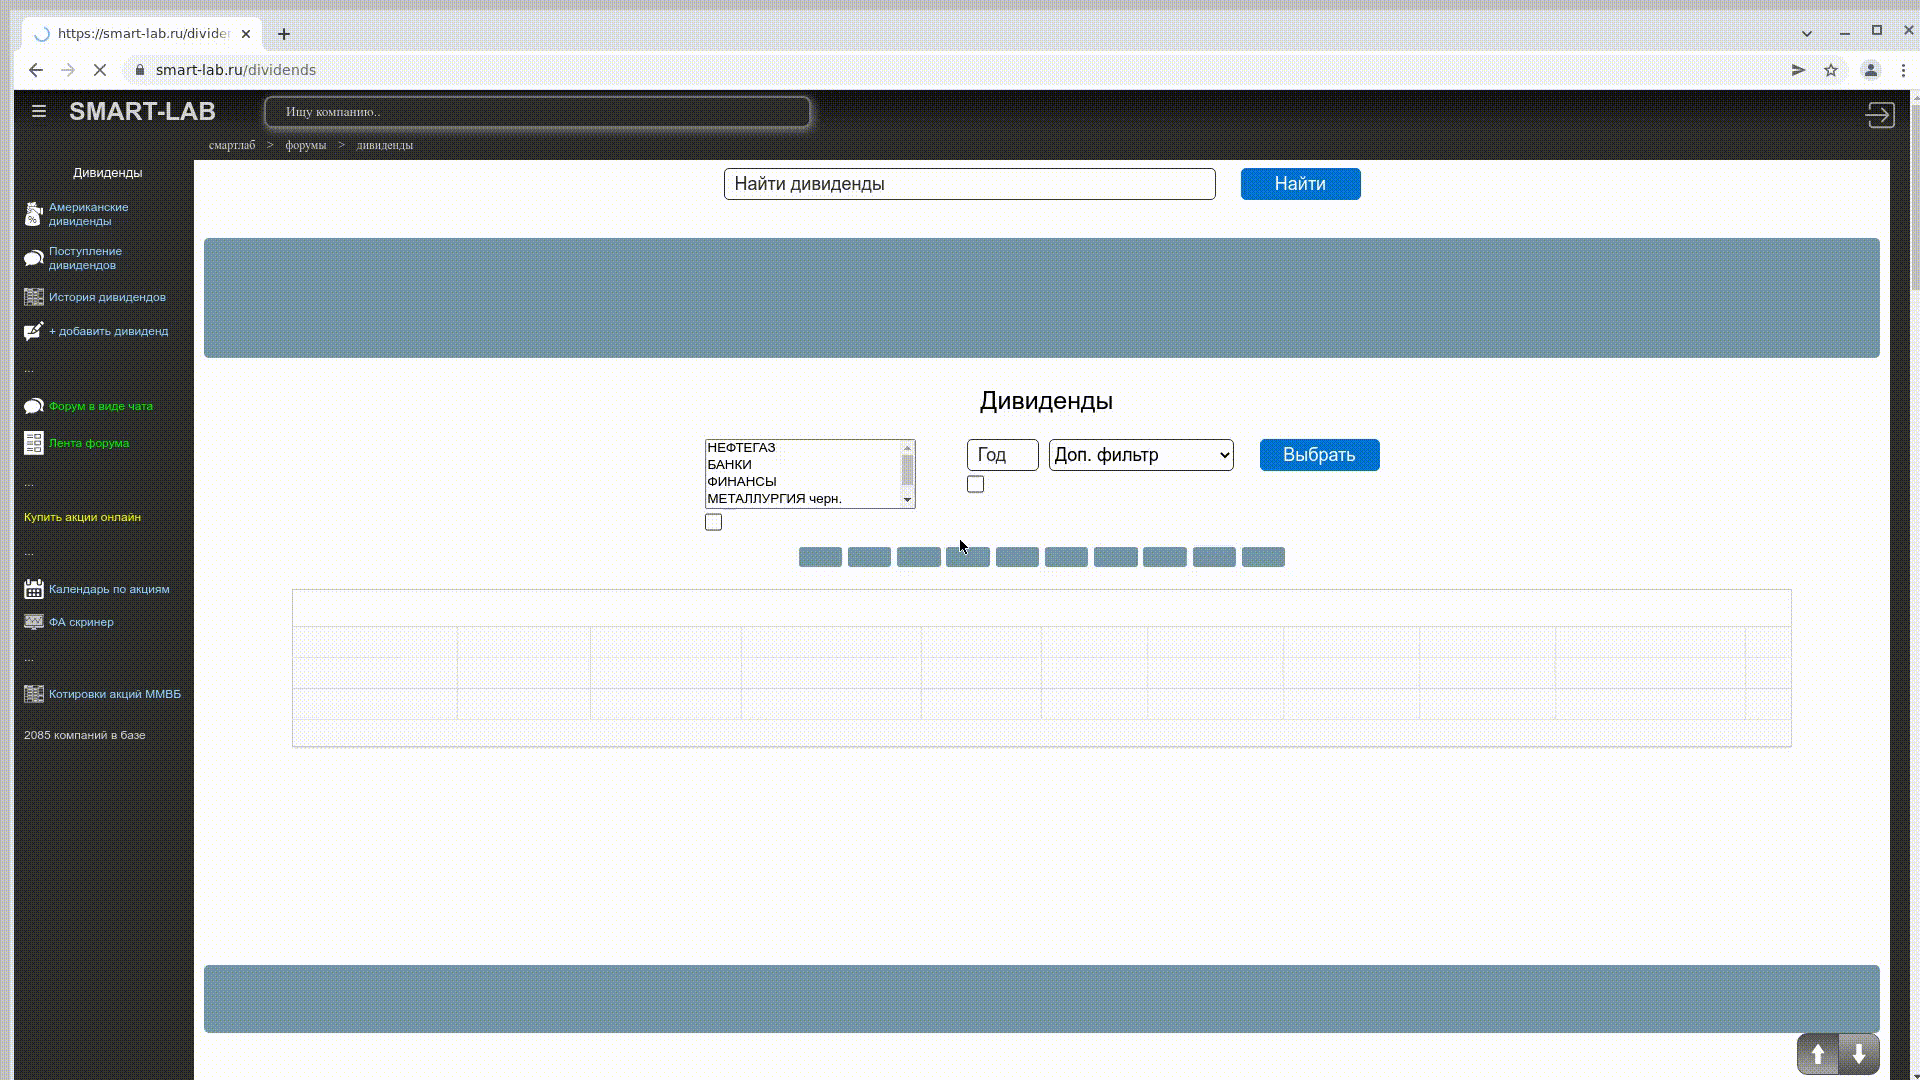 https://smart-lab.ru/divide
smart-lab.ru/dividends
SMART-LAB
Ищу компанию..
смартлаб > форумы > дивиденды
Дивиденды
Американские
дивиденды
Поступление
дивидендов
История дивидендов
+ добавить дивиденд
...
Форум в виде чата
Лента форума
...
Купить акции онлайн
...
Календарь по акциям
ФА скринер
...
Котировки акций ММВБ
2085 компаний в базе
Найти дивиденды
Найти
Дивиденды
НЕФТЕГАЗ
БАНКИ
ФИНАНСЫ
МЕТАЛЛУРГИЯ черн.
Год
Доп. фильтр
Выбрать